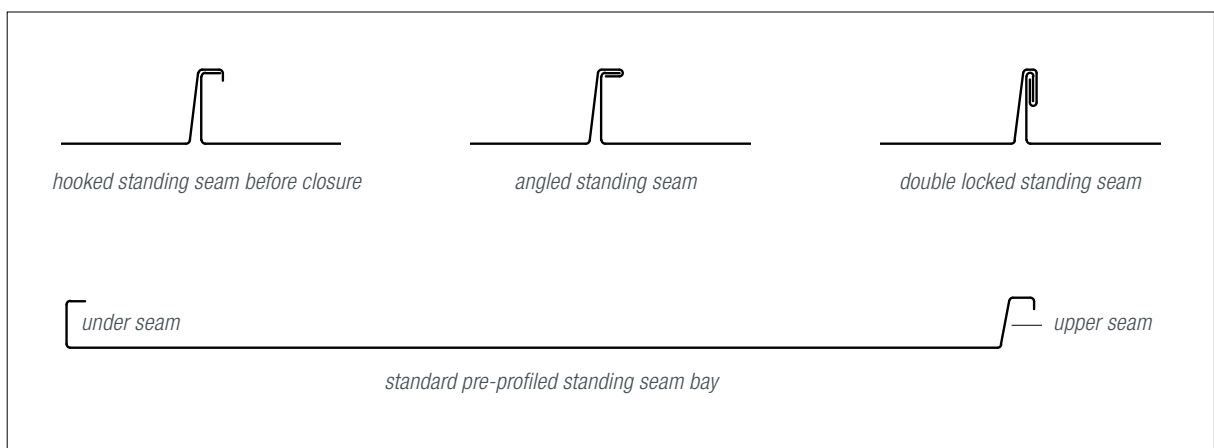 hooked standing seam before closure
angled standing seam
double locked standing seam
under seam
upper seam
standard pre-profiled standing seam bay